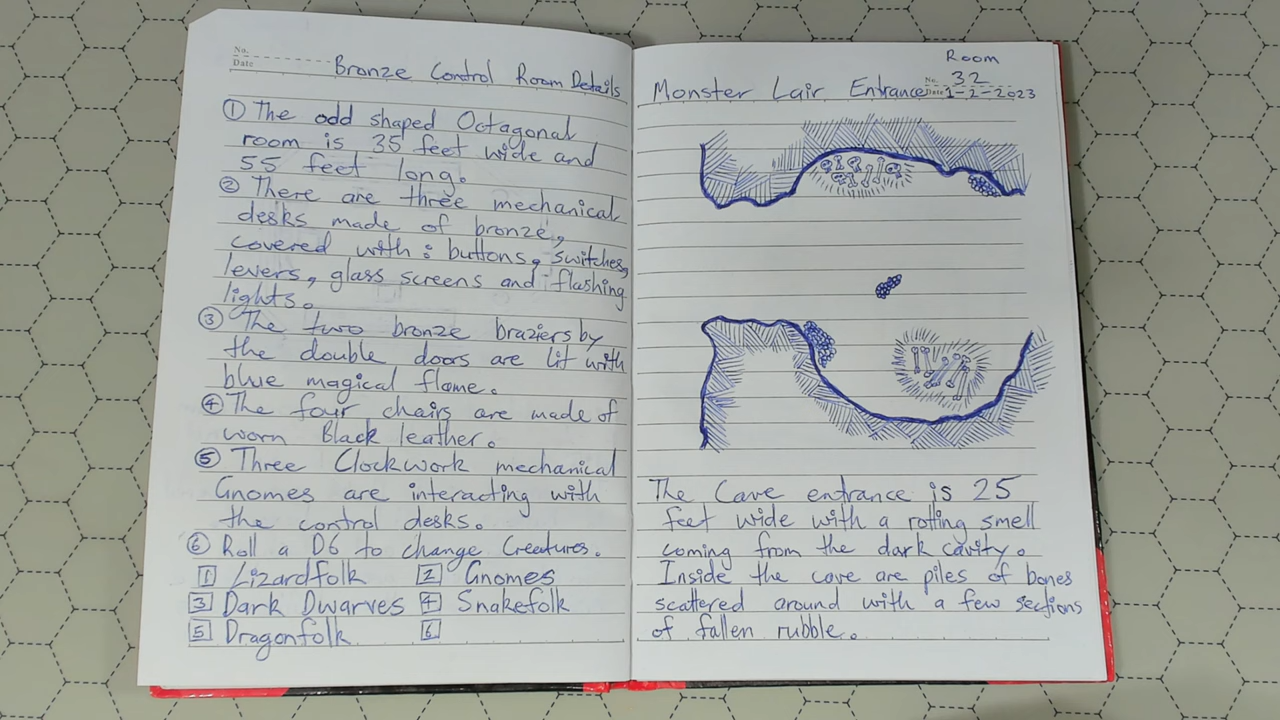 No.
Date
Bronze Control Room Details
① The odd shaped Octagonal
room is 35 feet wide and
55 feet long.
② There are three mechanical
desks made of bronze,
covered with: buttons, switches,
levers, glass screens and flashing
lights.
③ The two bronze braziers by
the double doors are lit with
blue magical flame.
④ The four chairs are made of
worn Black leather.
⑤ Three Clockwork mechanical
Gnomes are interacting with
the control desks.
⑥ Roll a D6 to change Creatures.
1 Lizardfolk 2 Gnomes
3 Dark Dwarves 4 Snakefolk
5 Dragonfolk 6
Room
No. 32
Monster Lair Entrance Date 1-2-2023
The Cave entrance is 25
feet wide with a rotting smell
coming from the dark cavity.
Inside the cave are piles of bones
scattered around with a few sections
of fallen rubble.